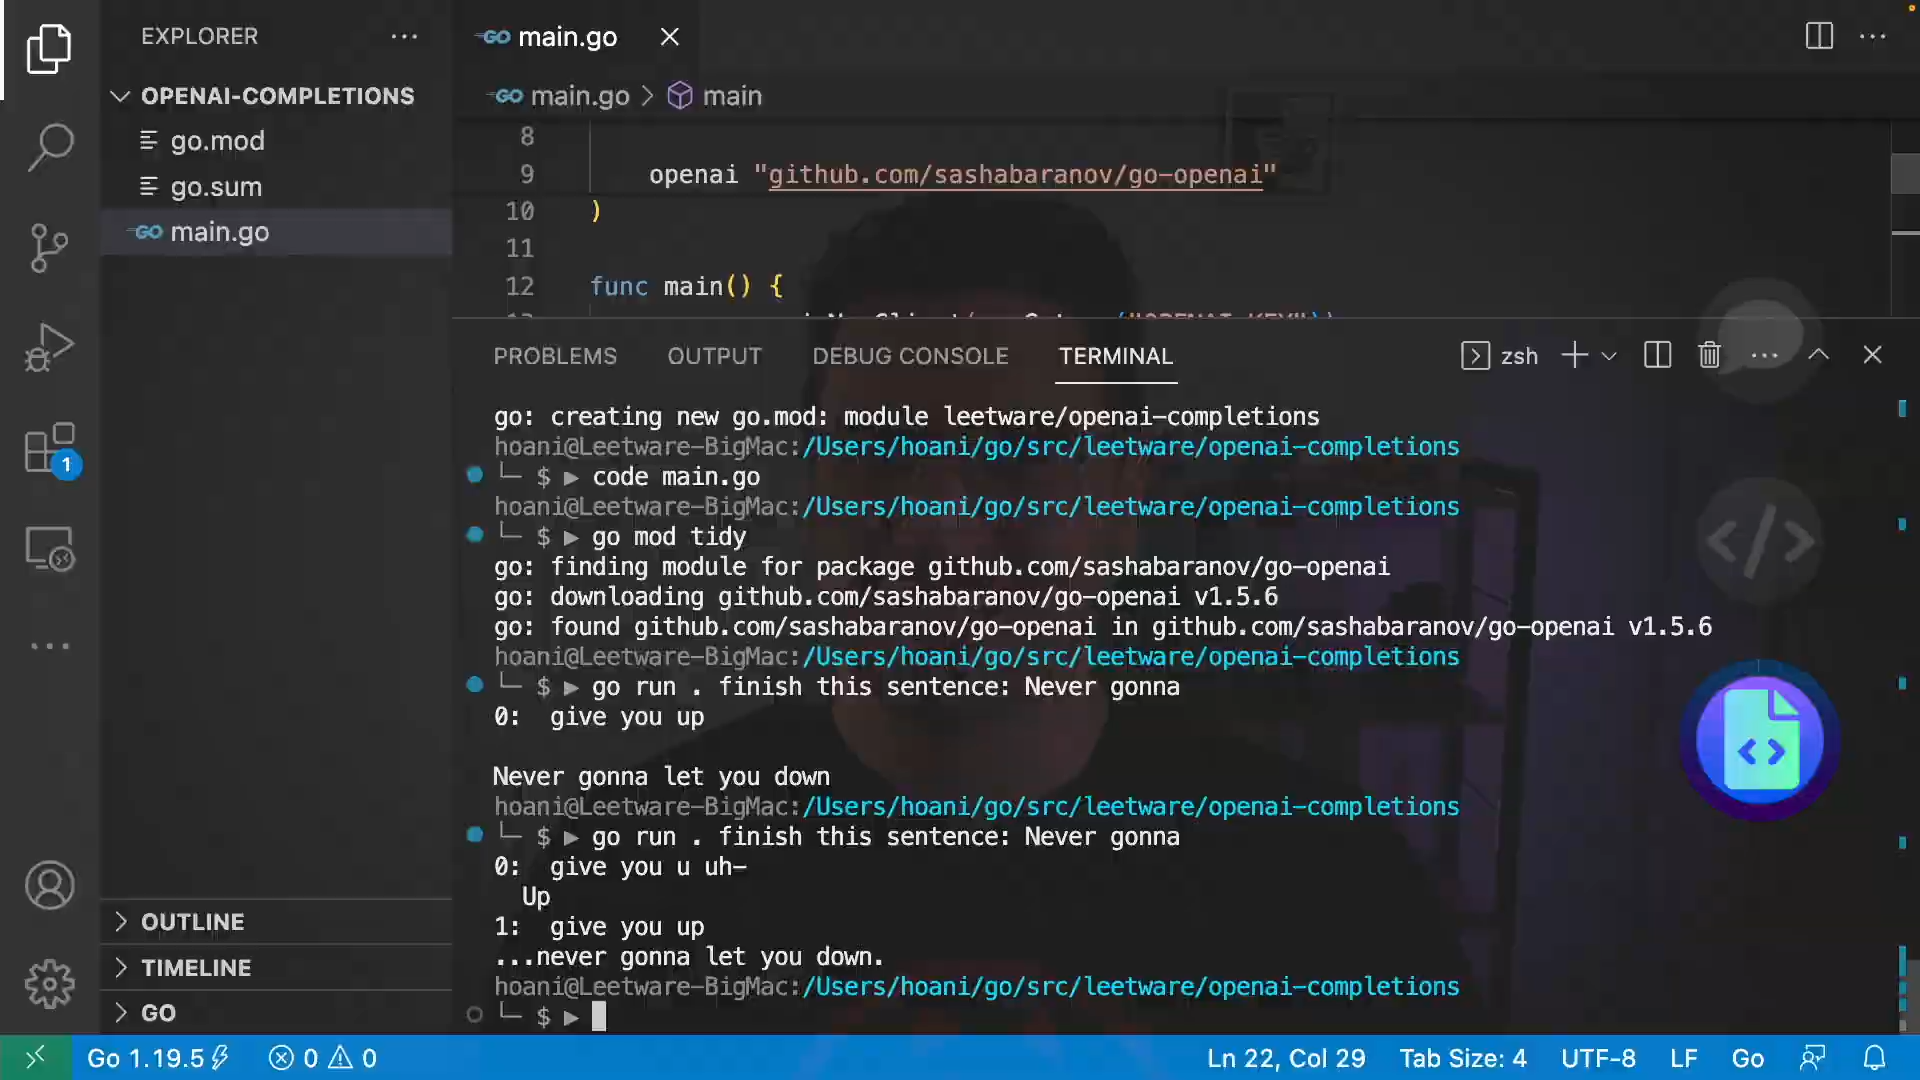 EXPLORER
OPENAI-COMPLETIONS
go.mod
go.sum
main.go
OUTLINE
TIMELINE
GO
main.go
main.go > main
8
9 openai "github.com/sashabaranov/go-openai"
10 )
11
12 func main() {
PROBLEMS OUTPUT DEBUG CONSOLE TERMINAL zsh
go: creating new go.mod: module leetware/openai-completions
hoani@Leetware-BigMac:/Users/hoani/go/src/leetware/openai-completions
└─ $ ▶ code main.go
hoani@Leetware-BigMac:/Users/hoani/go/src/leetware/openai-completions
└─ $ ▶ go mod tidy
go: finding module for package github.com/sashabaranov/go-openai
go: downloading github.com/sashabaranov/go-openai v1.5.6
go: found github.com/sashabaranov/go-openai in github.com/sashabaranov/go-openai v1.5.6
hoani@Leetware-BigMac:/Users/hoani/go/src/leetware/openai-completions
└─ $ ▶ go run . finish this sentence: Never gonna
0:  give you up
Never gonna let you down
hoani@Leetware-BigMac:/Users/hoani/go/src/leetware/openai-completions
└─ $ ▶ go run . finish this sentence: Never gonna
0:  give you u uh-
Up
1:  give you up
...never gonna let you down.
hoani@Leetware-BigMac:/Users/hoani/go/src/leetware/openai-completions
└─ $ ▶
1
Go 1.19.5 0 0 Ln 22, Col 29 Tab Size: 4 UTF-8 LF Go